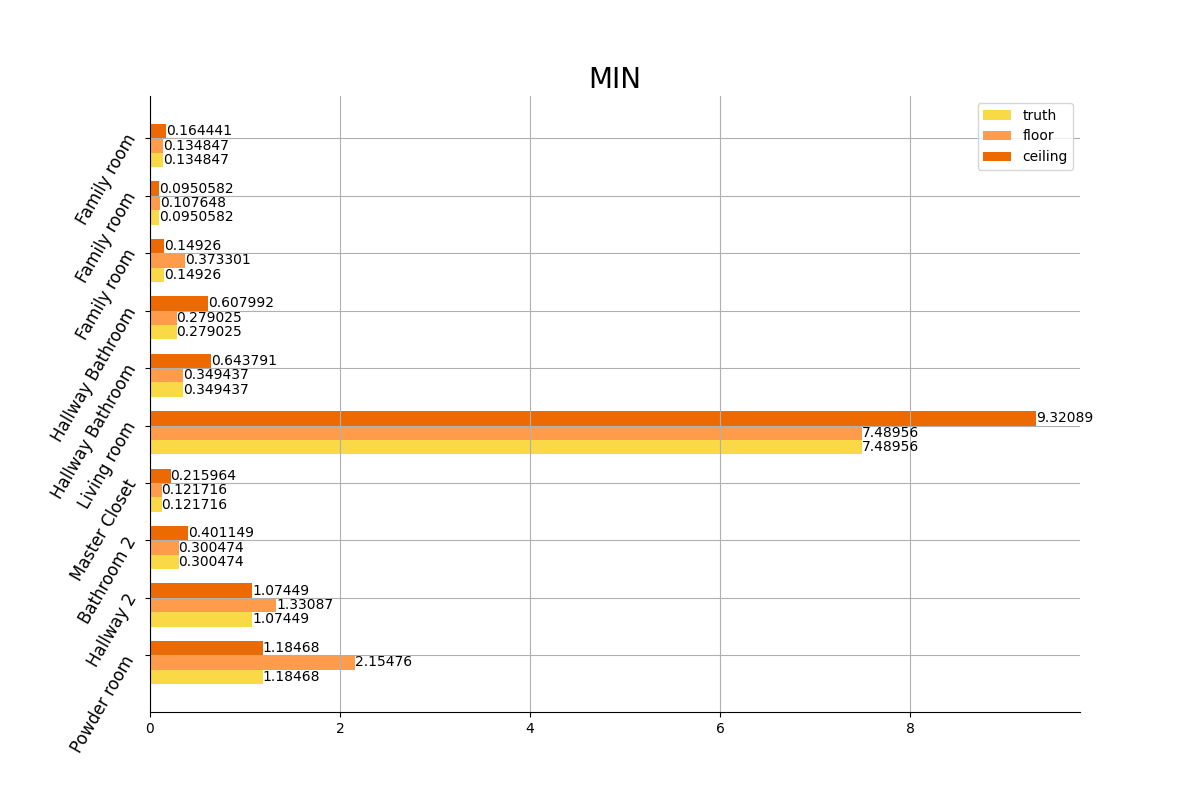 MIN
truth
floor
ceiling
Family room
0.164441
0.134847
0.134847
Family room
0.0950582
0.107648
0.0950582
Family room
0.14926
0.373301
0.14926
Hallway Bathroom
0.607992
0.279025
0.279025
Hallway Bathroom
0.643791
0.349437
0.349437
Living room
9.32089
7.48956
7.48956
Master Closet
0.215964
0.121716
0.121716
Bathroom 2
0.401149
0.300474
0.300474
Hallway 2
1.07449
1.33087
1.07449
Powder room
1.18468
2.15476
1.18468
0 2 4 6 8